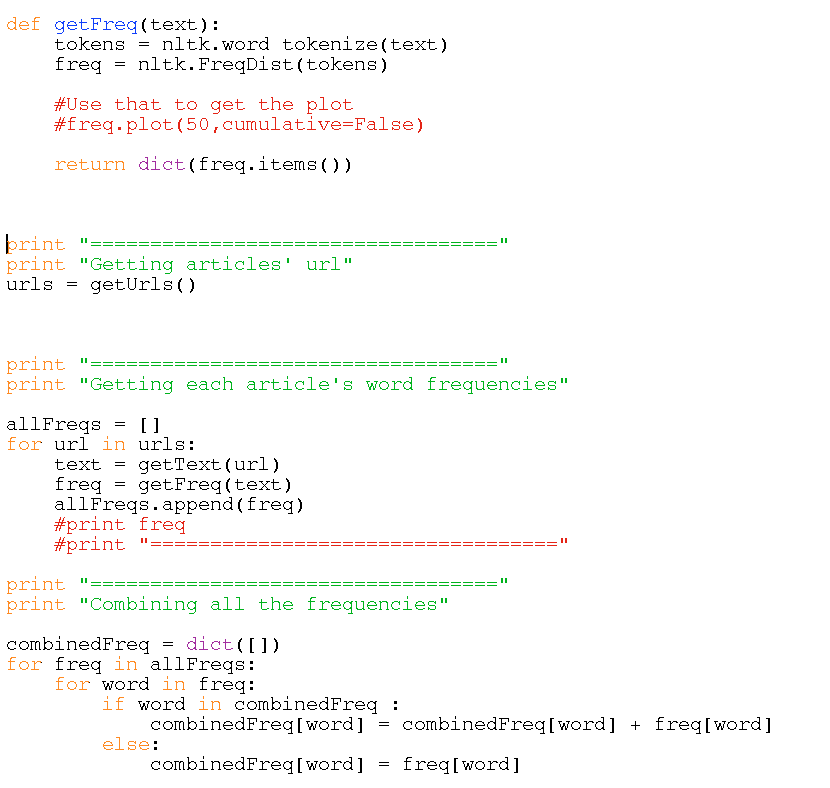 def getFreq(text):
    tokens = nltk.word tokenize(text)
    freq = nltk.FreqDist(tokens)
    #Use that to get the plot
    #freq.plot(50,cumulative=False)
    return dict(freq.items())
print "=================================="
print "Getting articles' url"
urls = getUrls()
print "=================================="
print "Getting each article's word frequencies"
allFreqs = []
for url in urls:
    text = getText(url)
    freq = getFreq(text)
    allFreqs.append(freq)
    #print freq
    #print "=================================="
print "=================================="
print "Combining all the frequencies"
combinedFreq = dict([])
for freq in allFreqs:
    for word in freq:
        if word in combinedFreq :
            combinedFreq[word] = combinedFreq[word] + freq[word]
        else:
            combinedFreq[word] = freq[word]